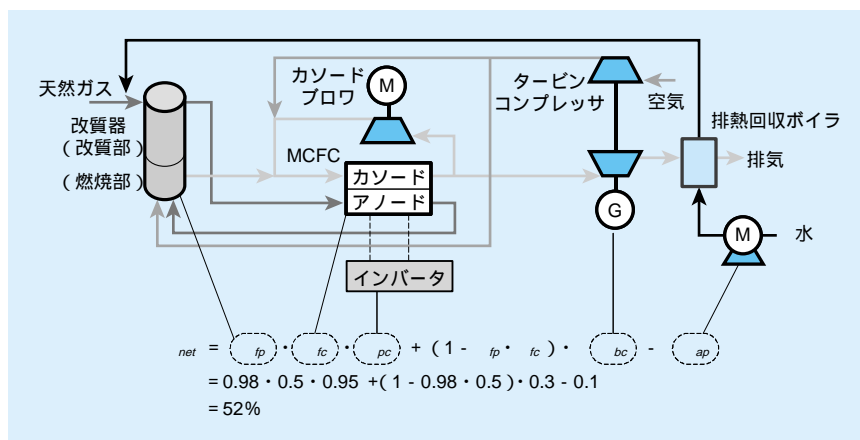 天然ガス
改質器
(改質部)
(燃焼部)
カソード
ブロワ
M
MCFC
カソード
アノード
インバータ
タービン
コンプレッサ
空気
G
排熱回収ボイラ
排気
M
水
net = fp・fc・pc + (1 - fp・fc)・bc - ap
= 0.98・0.5・0.95 +(1 - 0.98・0.5)・0.3 - 0.1
= 52%